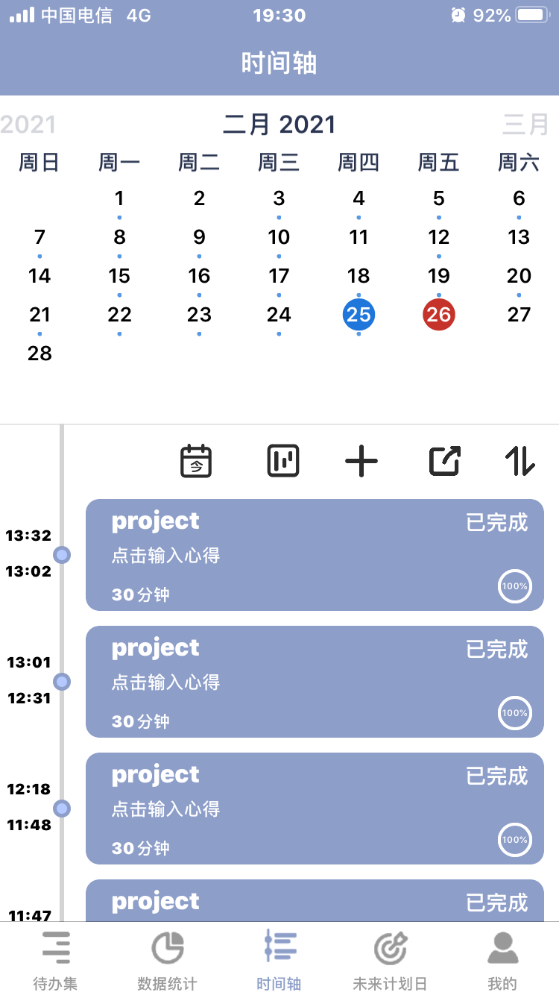 中国电信 4G 19:30 92%
时间轴
2021 二月 2021 三月
周日 周一 周二 周三 周四 周五 周六
1 2 3 4 5 6
7 8 9 10 11 12 13
14 15 16 17 18 19 20
21 22 23 24 25 26 27
28
今
project 已完成
13:32
点击输入心得
13:02
30分钟 100%
project 已完成
13:01
点击输入心得
12:31
30分钟 100%
project 已完成
12:18
点击输入心得
11:48
30分钟 100%
project 已完成
11:47
待办集 数据统计 时间轴 未来计划日 我的